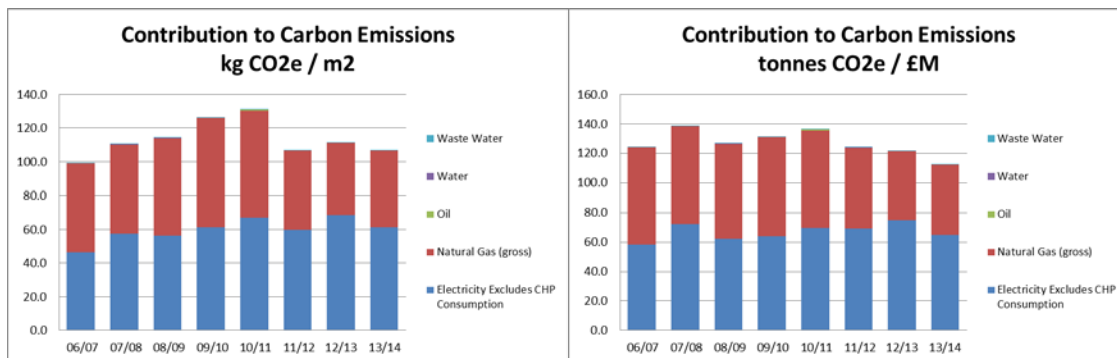 Contribution to Carbon Emissions
kg CO2e / m2
140.0
120.0
100.0
80.0
60.0
40.0
20.0
0.0
06/07 07/08 08/09 09/10 10/11 11/12 12/13 13/14
Waste Water
Water
Oil
Natural Gas (gross)
Electricity Excludes CHP
Consumption
Contribution to Carbon Emissions
tonnes CO2e / £M
160.0
140.0
120.0
100.0
80.0
60.0
40.0
20.0
0.0
06/07 07/08 08/09 09/10 10/11 11/12 12/13 13/14
Waste Water
Water
Oil
Natural Gas (gross)
Electricity Excludes CHP
Consumption